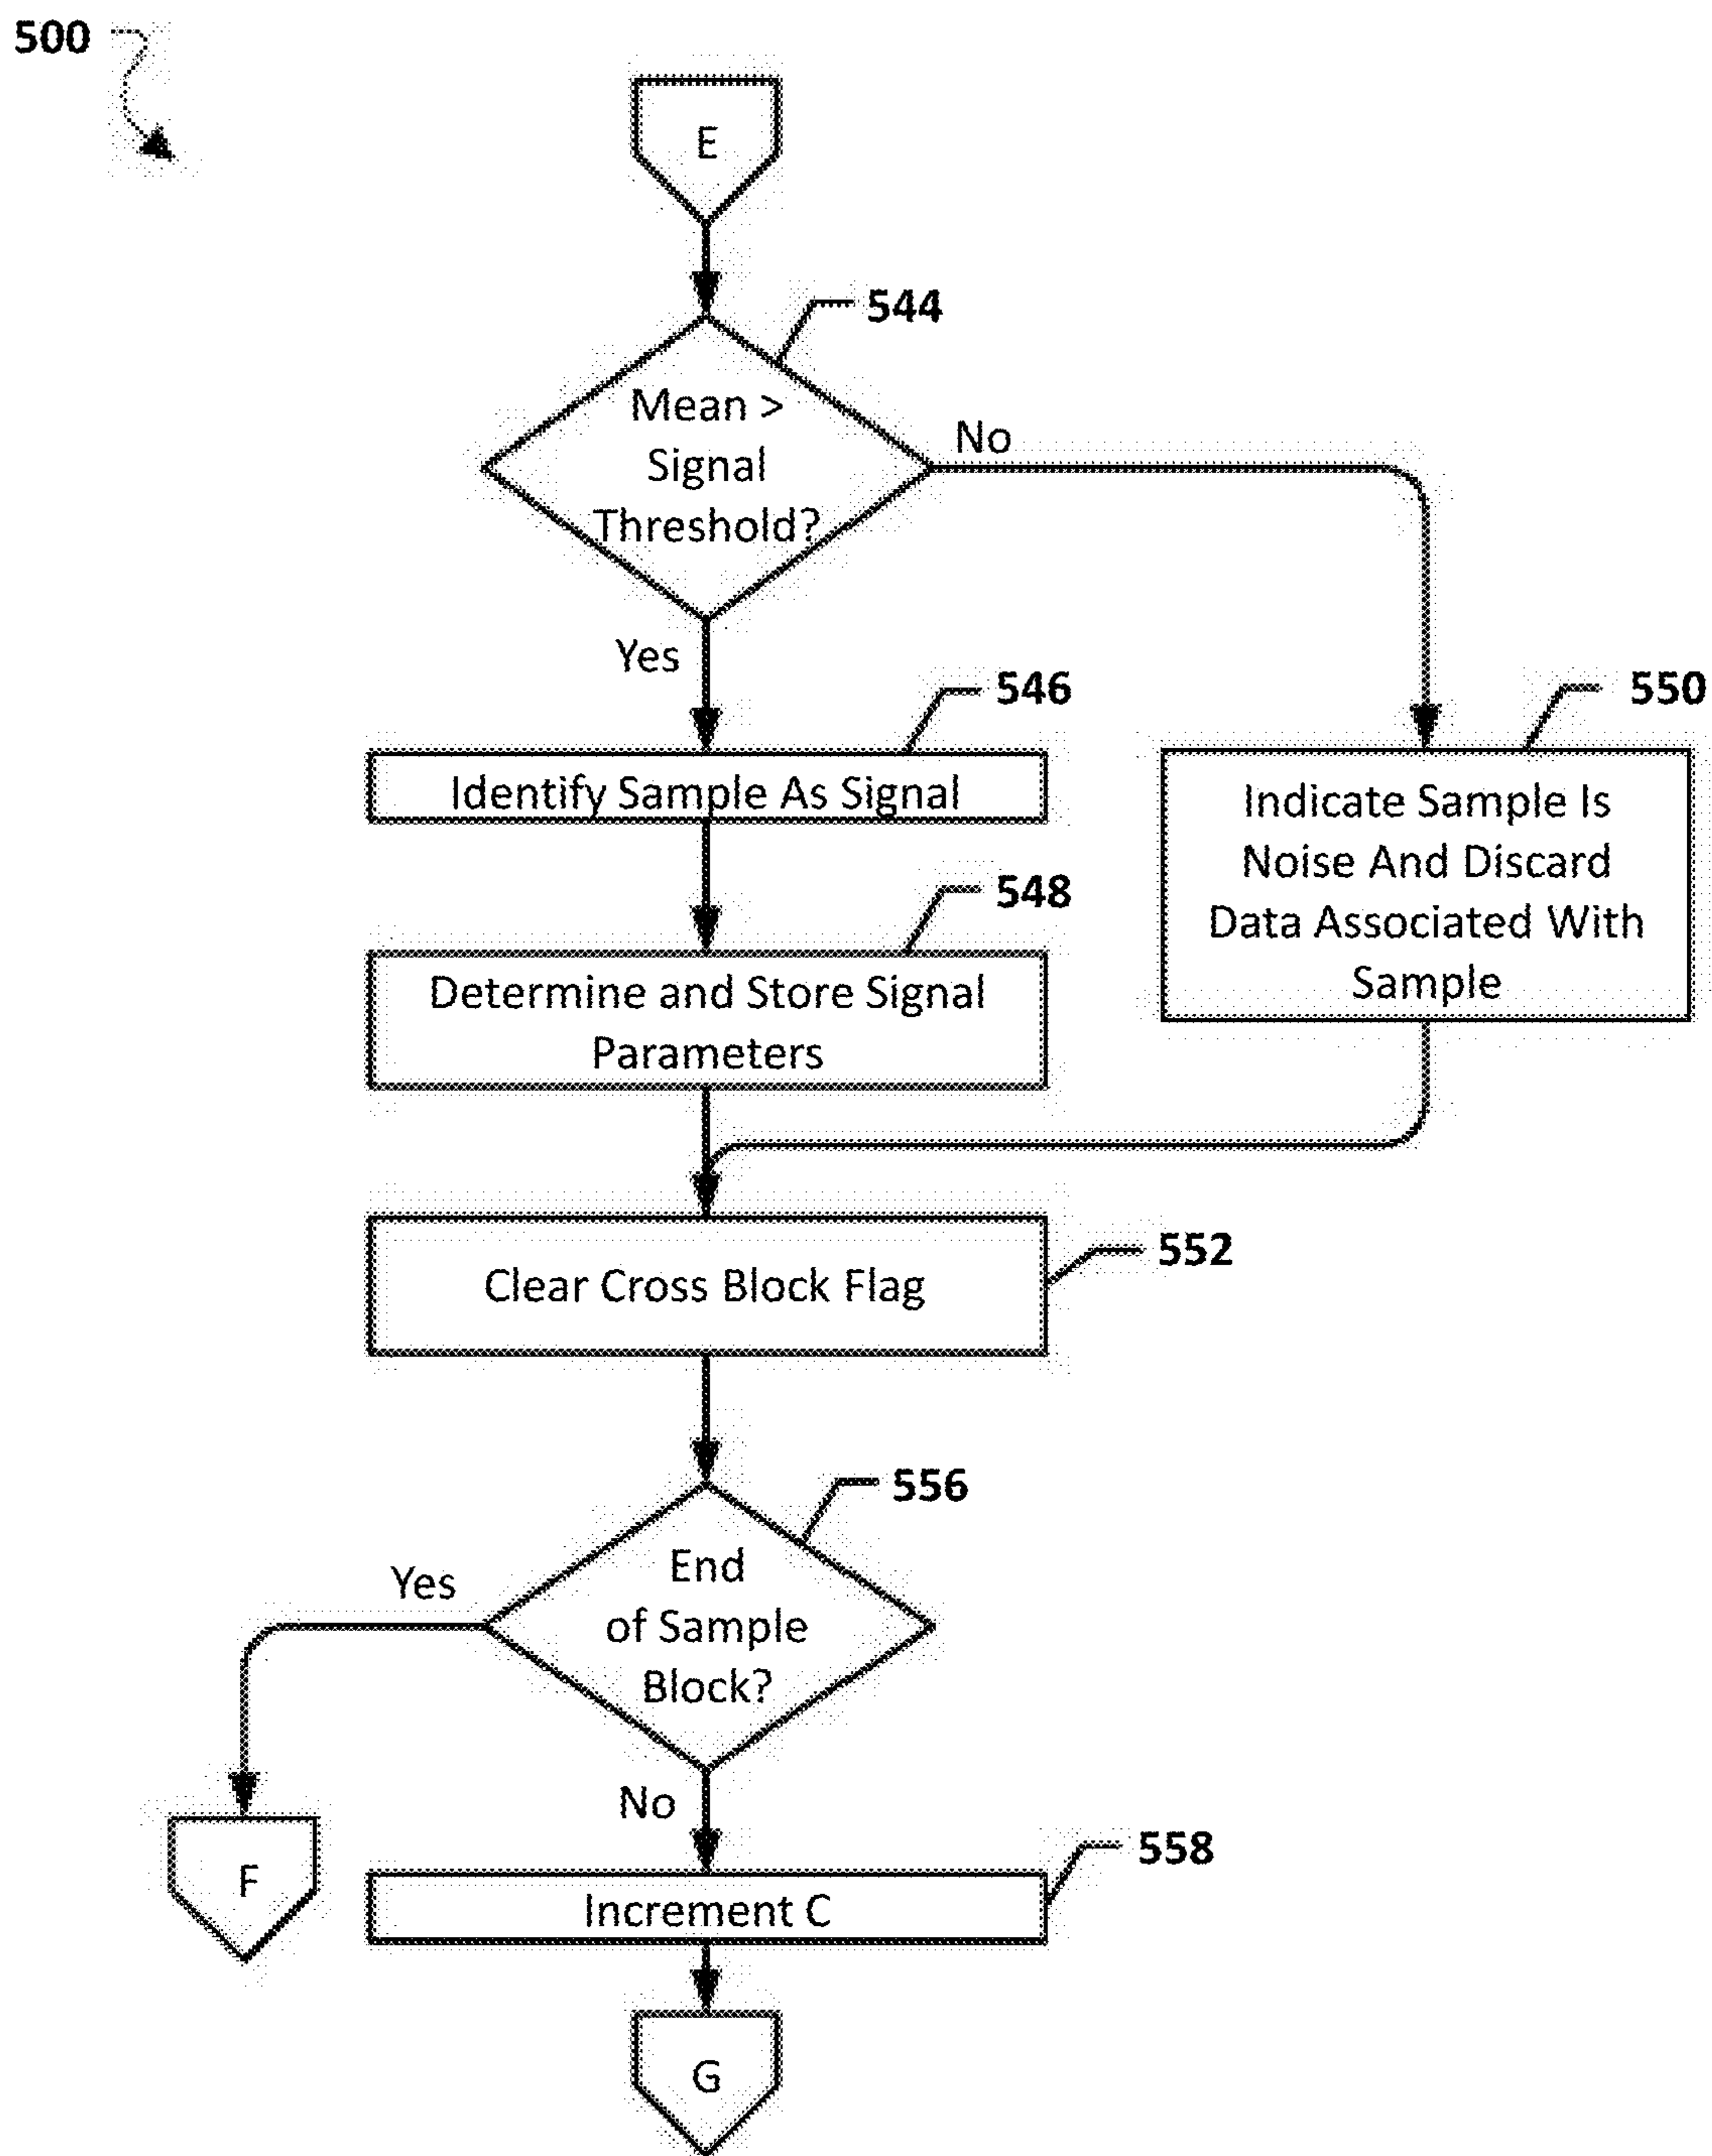 500
E
544
Mean >
Signal
Threshold?
No
Yes
546
Identify Sample As Signal
550
Indicate Sample Is
Noise And Discard
Data Associated With
Sample
548
Determine and Store Signal
Parameters
552
Clear Cross Block Flag
556
End
of Sample
Block?
Yes
No
F
558
Increment C
G